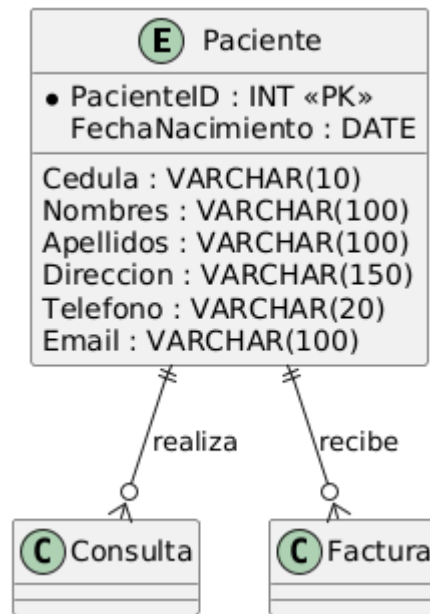 E Paciente
• PacienteID : INT «PK»
FechaNacimiento : DATE
Cedula : VARCHAR(10)
Nombres : VARCHAR(100)
Apellidos : VARCHAR(100)
Direccion : VARCHAR(150)
Telefono : VARCHAR(20)
Email : VARCHAR(100)
realiza recibe
C Consulta C Factura